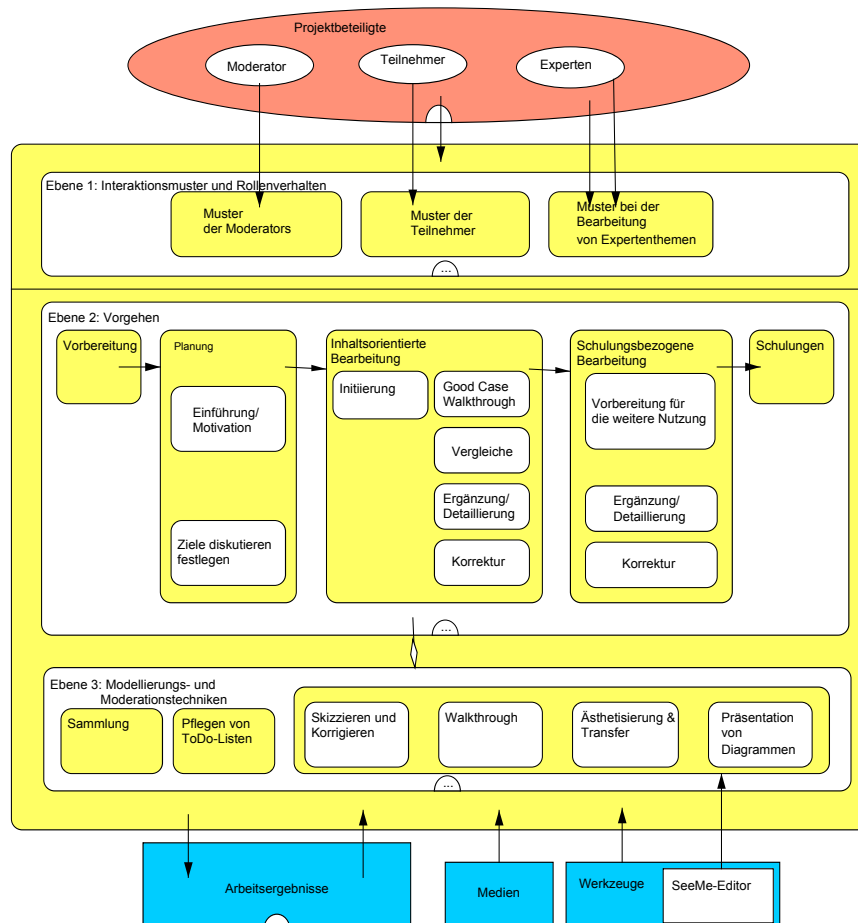 Projektbeteiligte
Moderator
Teilnehmer
Experten
Ebene 1: Interaktionsmuster und Rollenverhalten
Muster
der Moderators
Muster der
Teilnehmer
Muster bei der
Bearbeitung
von Expertenthemen
...
Ebene 2: Vorgehen
Vorbereitung
Planung
Einführung/
Motivation
Ziele diskutieren
festlegen
Inhaltsorientierte
Bearbeitung
Initiierung
Good Case
Walkthrough
Vergleiche
Ergänzung/
Detaillierung
Korrektur
Schulungsbezogene
Bearbeitung
Vorbereitung für
die weitere Nutzung
Ergänzung/
Detaillierung
Korrektur
Schulungen
...
Ebene 3: Modellierungs- und
Moderationstechniken
Sammlung
Pflegen von
ToDo-Listen
Skizzieren und
Korrigieren
Walkthrough
Ästhetisierung &
Transfer
Präsentation
von
Diagrammen
...
Arbeitsergebnisse
Medien
Werkzeuge
SeeMe-Editor